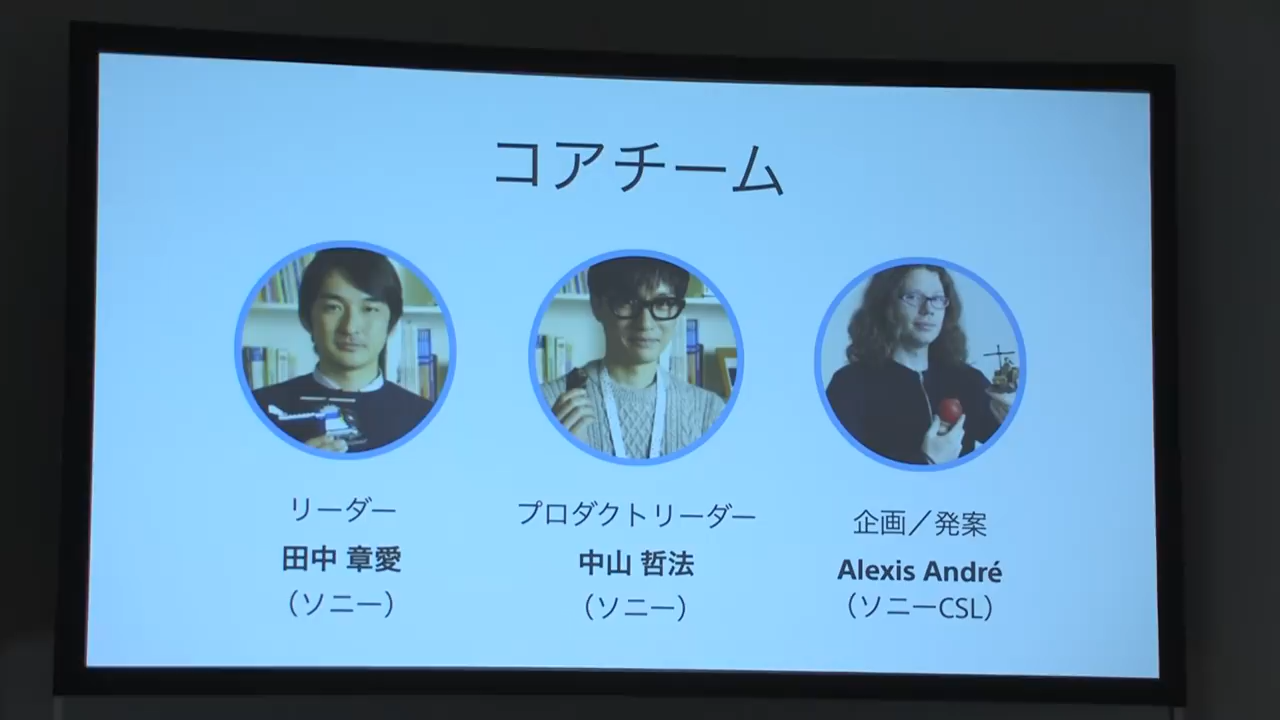 コアチーム
リーダー
田中 章愛
（ソニー）
プロダクトリーダー
中山 哲法
（ソニー）
企画／発案
Alexis André
（ソニーCSL）